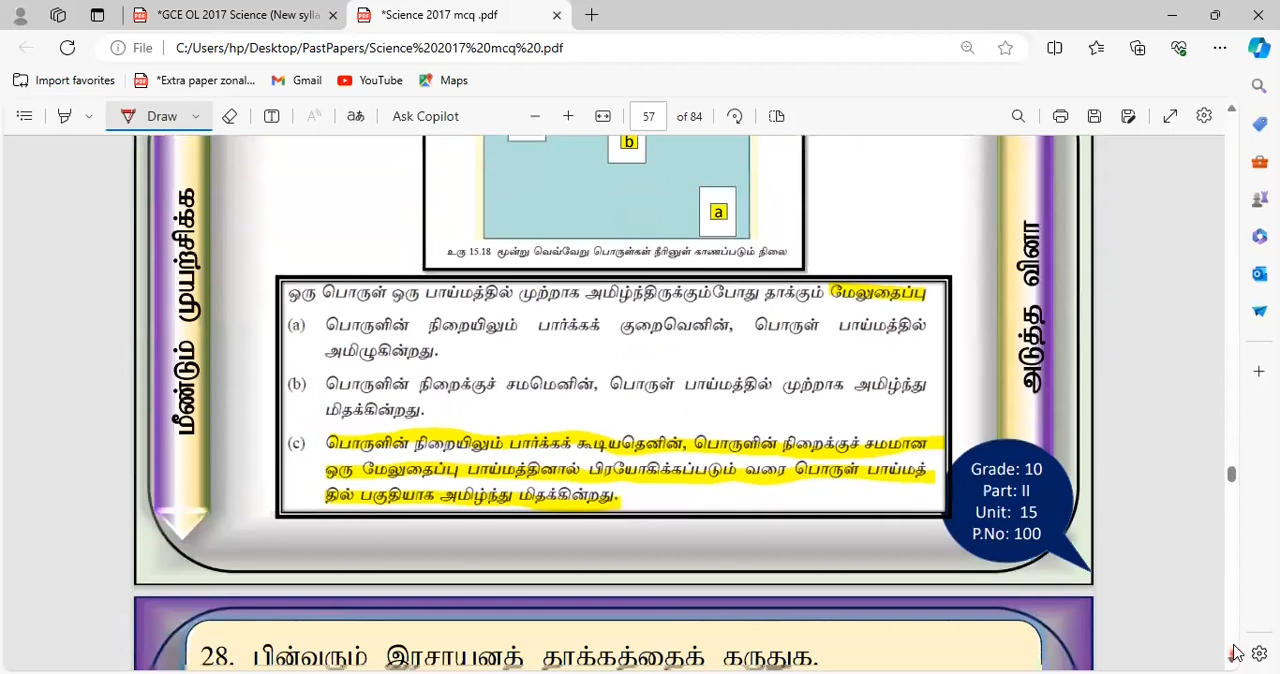 *GCE OL 2017 Science (New sylla
*Science 2017 mcq .pdf
File
C:/Users/hp/Desktop/PastPapers/Science%202017%20mcq%20.pdf
Import favorites
*Extra paper zonal...
Gmail
YouTube
Maps
Draw
Ask Copilot
57 of 84
b
a
உரு 15.18 மூன்று வெவ்வேறு பொருள்கள் நீரினுள் காணப்படும் நிலை
மீண்டும் முயற்சிக்க
அடுத்த வினா
ஒரு பொருள் ஒரு பாய்மத்தில் முற்றாக அமிழ்ந்திருக்கும்போது தாக்கும் மேலுதைப்பு
(a) பொருளின் நிறையிலும் பார்க்கக் குறைவெனின், பொருள் பாய்மத்தில்
அமிழுகின்றது.
(b) பொருளின் நிறைக்குச் சமமெனின், பொருள் பாய்மத்தில் முற்றாக அமிழ்ந்து
மிதக்கின்றது.
(c) பொருளின் நிறையிலும் பார்க்கக் கூடியதெனின், பொருளின் நிறைக்குச் சமமான
ஒரு மேலுதைப்பு பாய்மத்தினால் பிரயோகிக்கப்படும் வரை பொருள் பாய்மத்
தில் பகுதியாக அமிழ்ந்து மிதக்கின்றது.
Grade: 10
Part: II
Unit: 15
P.No: 100
28. பின்வரும் இரசாயனத் தாக்கத்தைக் கருதுக.